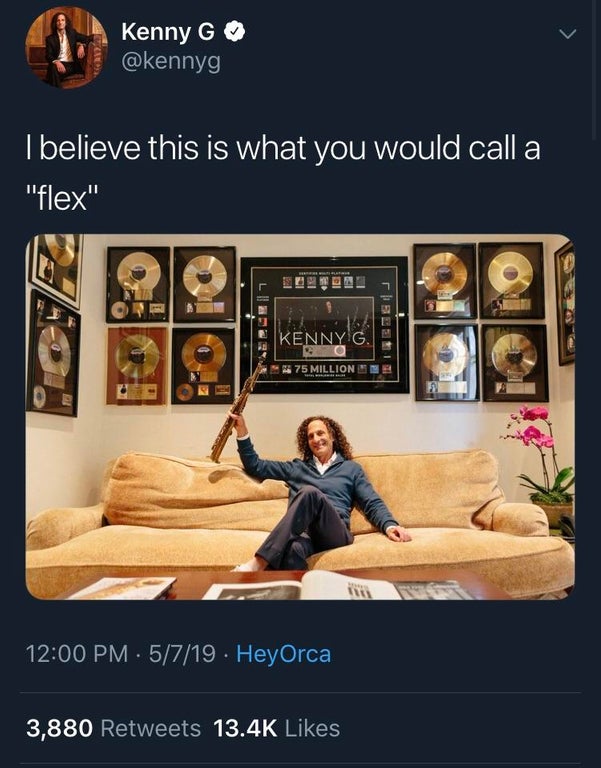 Kenny G
@kennyg
I believe this is what you would call a
"flex"
KENNY G.
75 MILLION
12:00 PM · 5/7/19 · HeyOrca
3,880 Retweets 13.4K Likes